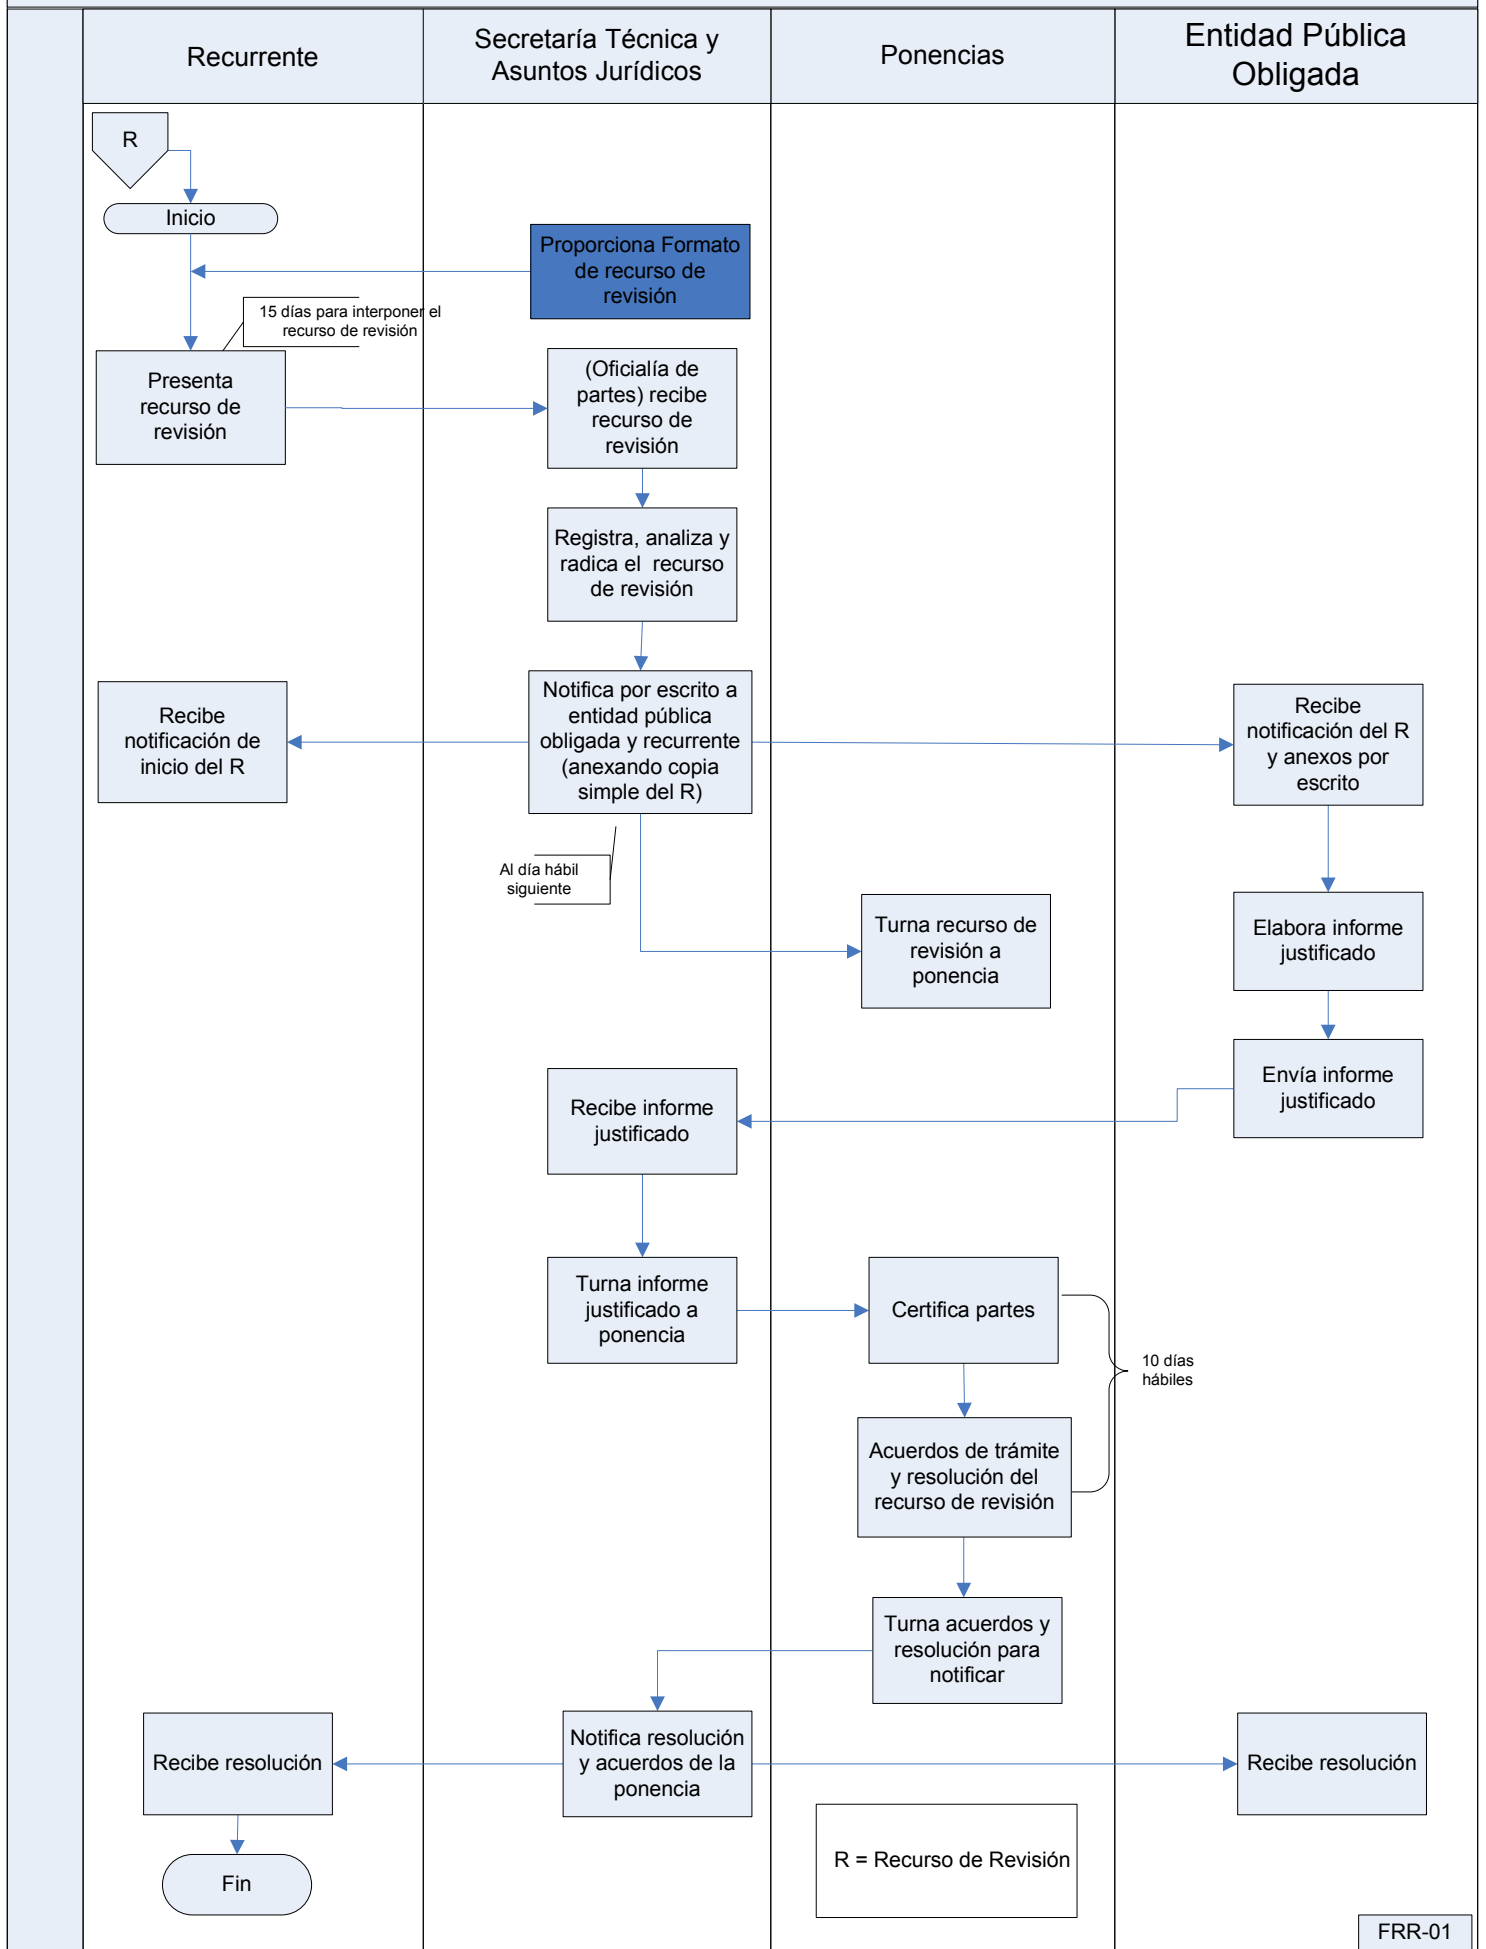 Recurrente
Secretaría Técnica y
Asuntos Jurídicos
Ponencias
Entidad Pública
Obligada
R
Inicio
Proporciona Formato
de recurso de
revisión
15 días para interponer el
recurso de revisión
Presenta
recurso de
revisión
(Oficialía de
partes) recibe
recurso de
revisión
Registra, analiza y
radica el recurso
de revisión
Recibe
notificación de
inicio del R
Notifica por escrito a
entidad pública
obligada y recurrente
(anexando copia
simple del R)
Recibe
notificación del R
y anexos por
escrito
Al día hábil
siguiente
Turna recurso de
revisión a
ponencia
Elabora informe
justificado
Envía informe
justificado
Recibe informe
justificado
Turna informe
justificado a
ponencia
Certifica partes
10 días
hábiles
Acuerdos de trámite
y resolución del
recurso de revisión
Turna acuerdos y
resolución para
notificar
Recibe resolución
Notifica resolución
y acuerdos de la
ponencia
Recibe resolución
R = Recurso de Revisión
Fin
FRR-01